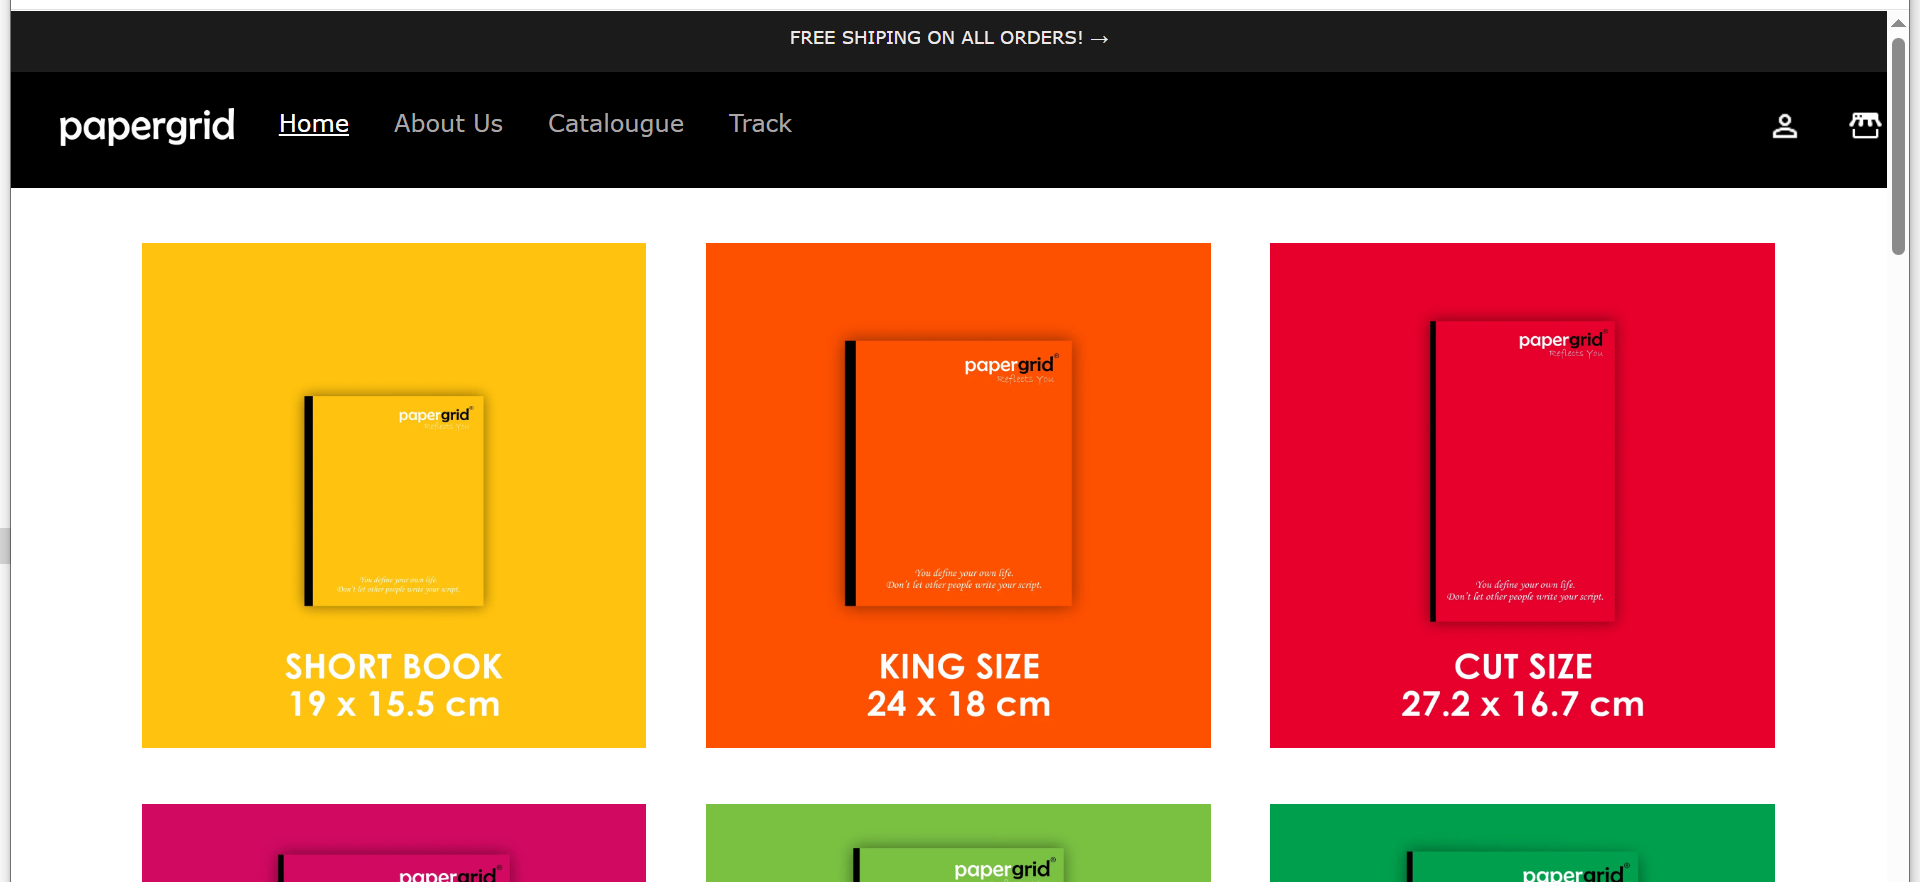 FREE SHIPING ON ALL ORDERS! →
papergrid Home About Us Catalougue Track
papergrid®
Reflects You
You define your own life.
Don't let other people write your script.
SHORT BOOK
19 x 15.5 cm
papergrid®
Reflects You
You define your own life.
Don't let other people write your script.
KING SIZE
24 x 18 cm
papergrid®
Reflects You
You define your own life.
Don't let other people write your script.
CUT SIZE
27.2 x 16.7 cm
papergrid®
papergrid®
papergrid®